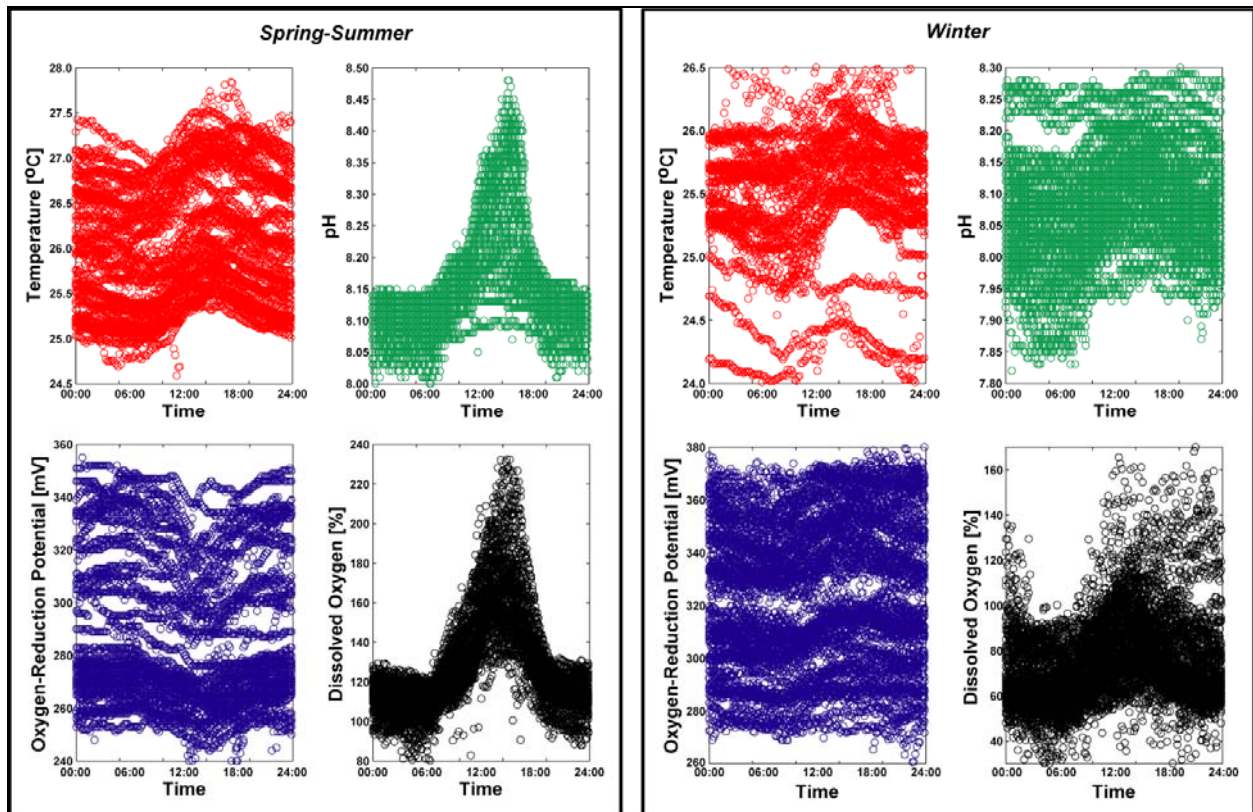 Spring-Summer
Temperature [ºC]
28.0
27.5
27.0
26.5
26.0
25.5
25.0
24.5
00:00 06:00 12:00 18:00 24:00
Time
pH
8.50
8.45
8.40
8.35
8.30
8.25
8.20
8.15
8.10
8.05
8.00
00:00 06:00 12:00 18:00 24:00
Time
Oxygen-Reduction Potential [mV]
360
340
320
300
280
260
240
00:00 06:00 12:00 18:00 24:00
Time
Dissolved Oxygen [%]
240
220
200
180
160
140
120
100
80
00:00 06:00 12:00 18:00 24:00
Time
Winter
Temperature [ºC]
26.5
26.0
25.5
25.0
24.5
24.0
00:00 06:00 12:00 18:00 24:00
Time
pH
8.30
8.25
8.20
8.15
8.10
8.05
8.00
7.95
7.90
7.85
7.80
00:00 06:00 12:00 18:00 24:00
Time
Oxygen-Reduction Potential [mV]
380
360
340
320
300
280
260
00:00 06:00 12:00 18:00 24:00
Time
Dissolved Oxygen [%]
160
140
120
100
80
60
40
00:00 06:00 12:00 18:00 24:00
Time